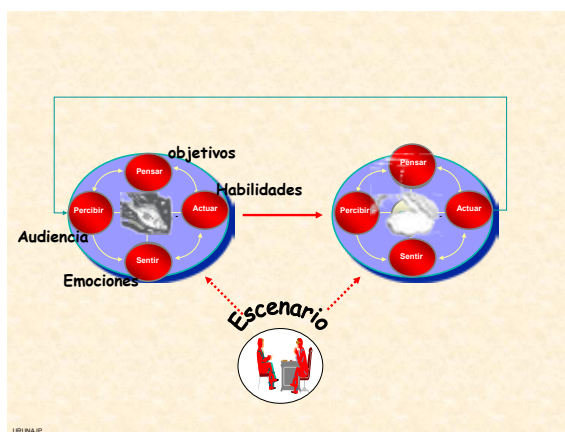 objetivos
Pensar
Habilidades
Percibir
Actuar
Audiencia
Sentir
Emociones
Pensar
Percibir
Actuar
Sentir
Escenario